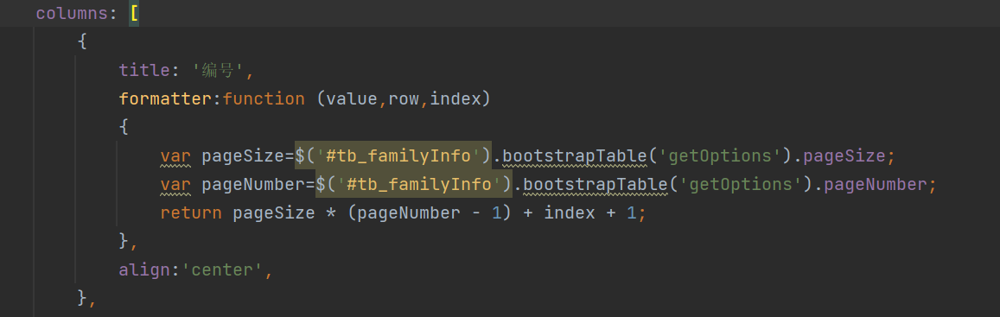 columns: [
{
title: '编号',
formatter:function (value,row,index)
{
var pageSize=$('#tb_familyInfo').bootstrapTable('getOptions').pageSize;
var pageNumber=$('#tb_familyInfo').bootstrapTable('getOptions').pageNumber;
return pageSize * (pageNumber - 1) + index + 1;
},
align:'center',
},